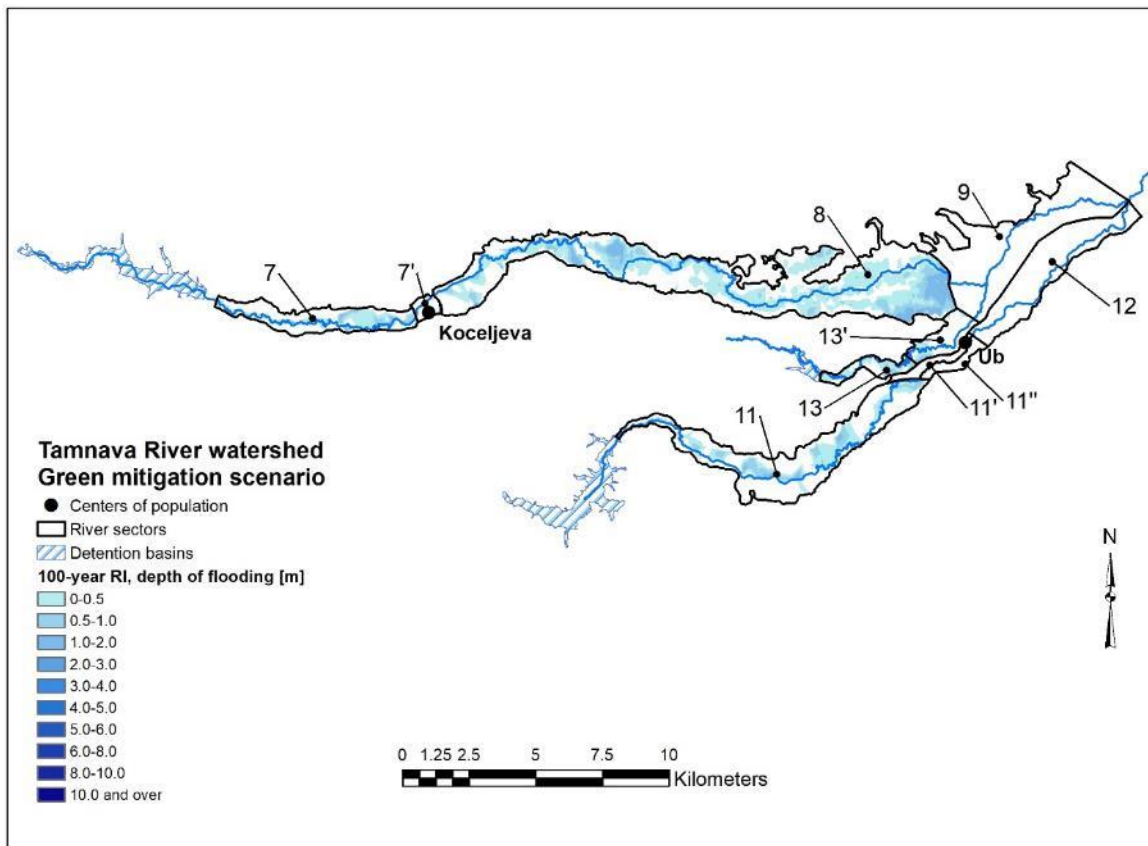 8
9
7
7'
12
Koceljeva
13'
Ub
13
11'
11"
11
Tamnava River watershed
Green mitigation scenario
Centers of population
River sectors
Detention basins
100-year RI, depth of flooding [m]
0-0.5
0.5-1.0
1.0-2.0
2.0-3.0
3.0-4.0
4.0-5.0
5.0-6.0
6.0-8.0
8.0-10.0
10.0 and over
N
0 1.25 2.5 5 7.5 10
Kilometers